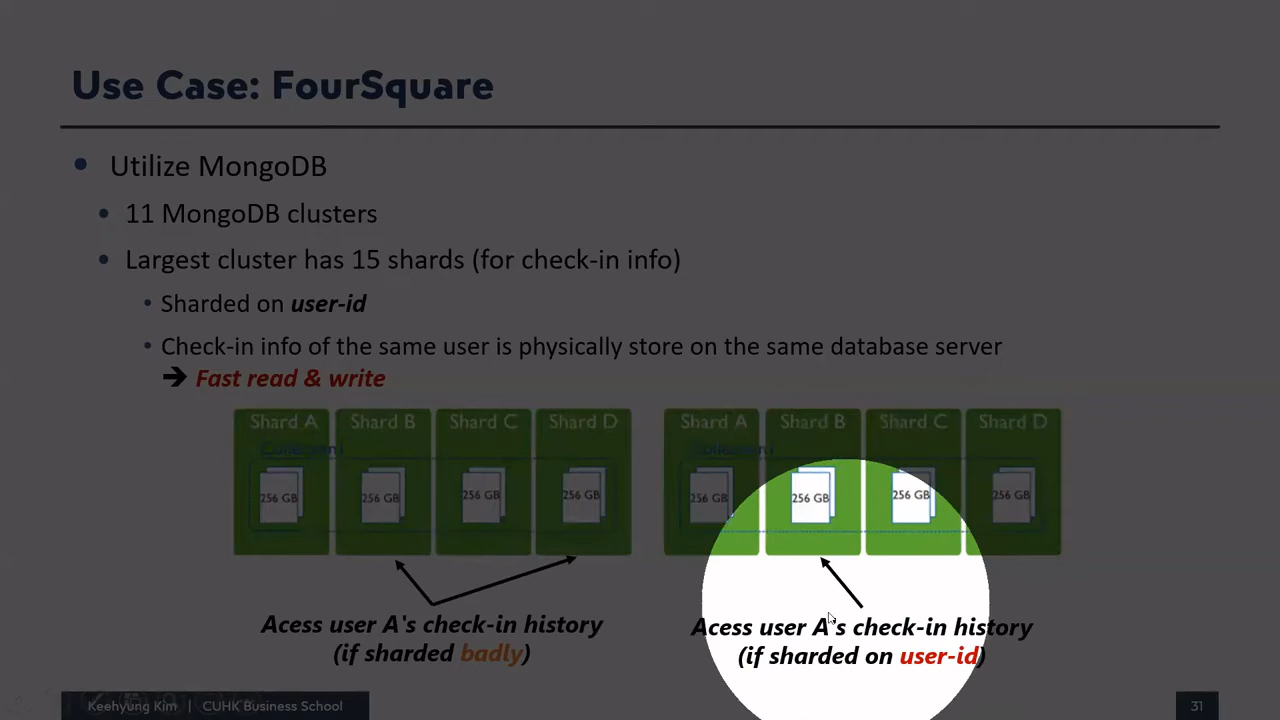 Use Case: FourSquare
Utilize MongoDB
11 MongoDB clusters
Largest cluster has 15 shards (for check-in info)
Sharded on user-id
Check-in info of the same user is physically store on the same database server
➔ Fast read & write
Shard A Shard B Shard C Shard D
Collection1
256 GB 256 GB 256 GB 256 GB
Shard A Shard B Shard C Shard D
Collection1
256 GB 256 GB 256 GB 256 GB
Acess user A's check-in history
(if sharded badly)
Acess user A's check-in history
(if sharded on user-id)
Keehyung Kim | CUHK Business School
31